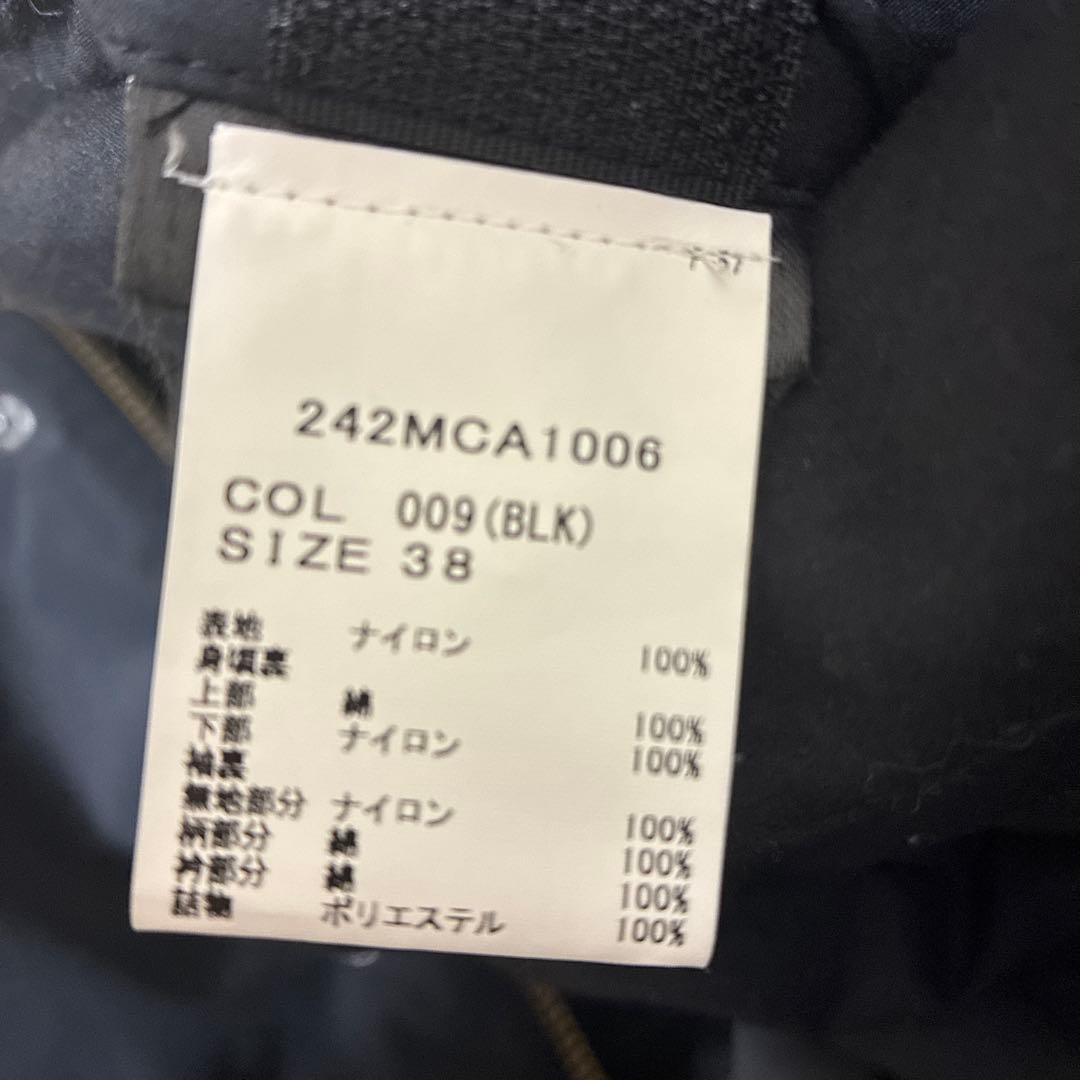 242MCA1006
COL 009(BLK)
SIZE 38
表地 ナイロン 100%
身頃裏
上部 綿 100%
下部 ナイロン 100%
袖裏
無地部分 ナイロン 100%
柄部分 綿 100%
衿部分 綿 100%
詰物 ポリエステル 100%